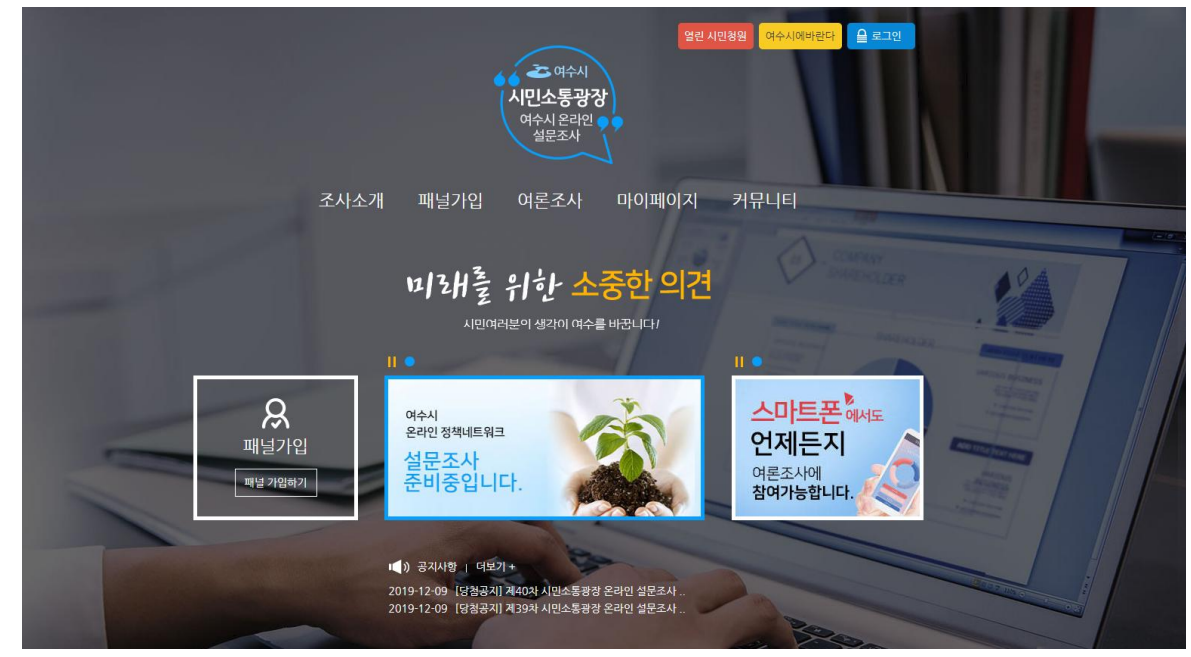 열린 시민청원
여수시에바란다
로그인
여수시
시민소통광장
여수시 온라인
설문조사
조사소개 패널가입 여론조사 마이페이지 커뮤니티
미래를 위한 소중한 의견
시민여러분의 생각이 여수를 바꿉니다!
패널가입
패널 가입하기
여수시
온라인 정책네트워크
설문조사
준비중입니다.
스마트폰에서도
언제든지
여론조사에
참여가능합니다.
공지사항 | 더보기 +
2019-12-09 [당첨공지] 제40차 시민소통광장 온라인 설문조사 ..
2019-12-09 [당첨공지] 제39차 시민소통광장 온라인 설문조사 ..
COMPANY
SHAREHOLDER